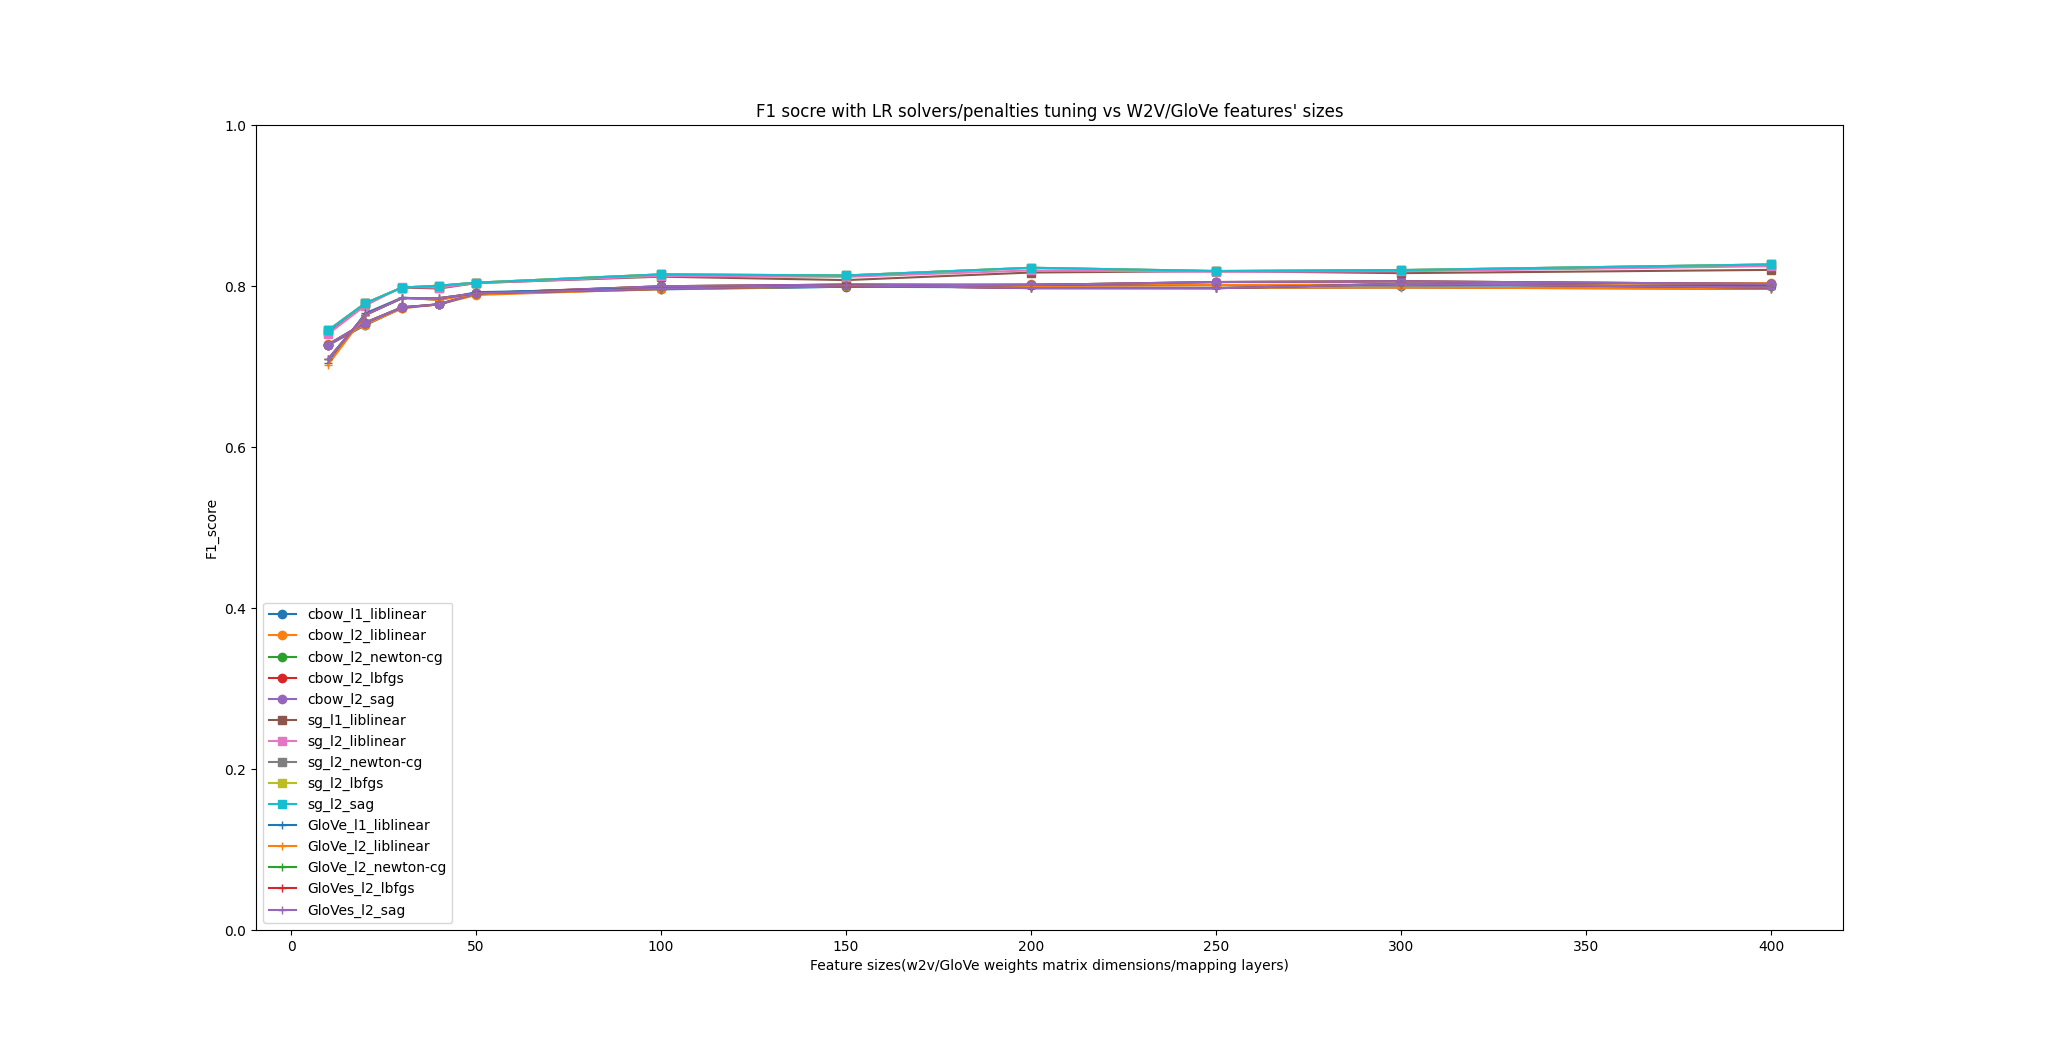 F1 socre with LR solvers/penalties tuning vs W2V/GloVe features' sizes
1.0
0.8
0.6
0.4
0.2
0.0
F1_score
cbow_l1_liblinear
cbow_l2_liblinear
cbow_l2_newton-cg
cbow_l2_lbfgs
cbow_l2_sag
sg_l1_liblinear
sg_l2_liblinear
sg_l2_newton-cg
sg_l2_lbfgs
sg_l2_sag
GloVe_l1_liblinear
GloVe_l2_liblinear
GloVe_l2_newton-cg
GloVes_l2_lbfgs
GloVes_l2_sag
0 50 100 150 200 250 300 350 400
Feature sizes(w2v/GloVe weights matrix dimensions/mapping layers)